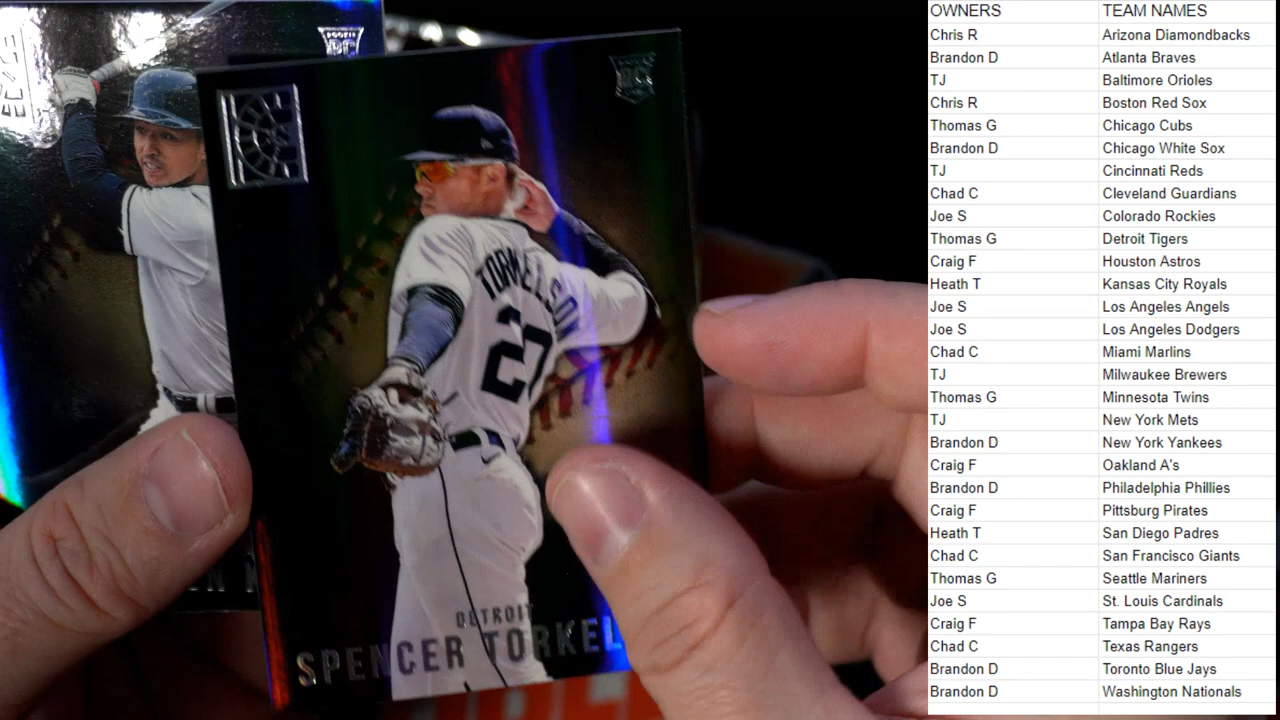 RC
TORKELSON
20
DETROIT
SPENCER TORKEL
OWNERS TEAM NAMES
Chris R Arizona Diamondbacks
Brandon D Atlanta Braves
TJ Baltimore Orioles
Chris R Boston Red Sox
Thomas G Chicago Cubs
Brandon D Chicago White Sox
TJ Cincinnati Reds
Chad C Cleveland Guardians
Joe S Colorado Rockies
Thomas G Detroit Tigers
Craig F Houston Astros
Heath T Kansas City Royals
Joe S Los Angeles Angels
Joe S Los Angeles Dodgers
Chad C Miami Marlins
TJ Milwaukee Brewers
Thomas G Minnesota Twins
TJ New York Mets
Brandon D New York Yankees
Craig F Oakland A's
Brandon D Philadelphia Phillies
Craig F Pittsburg Pirates
Heath T San Diego Padres
Chad C San Francisco Giants
Thomas G Seattle Mariners
Joe S St. Louis Cardinals
Craig F Tampa Bay Rays
Chad C Texas Rangers
Brandon D Toronto Blue Jays
Brandon D Washington Nationals